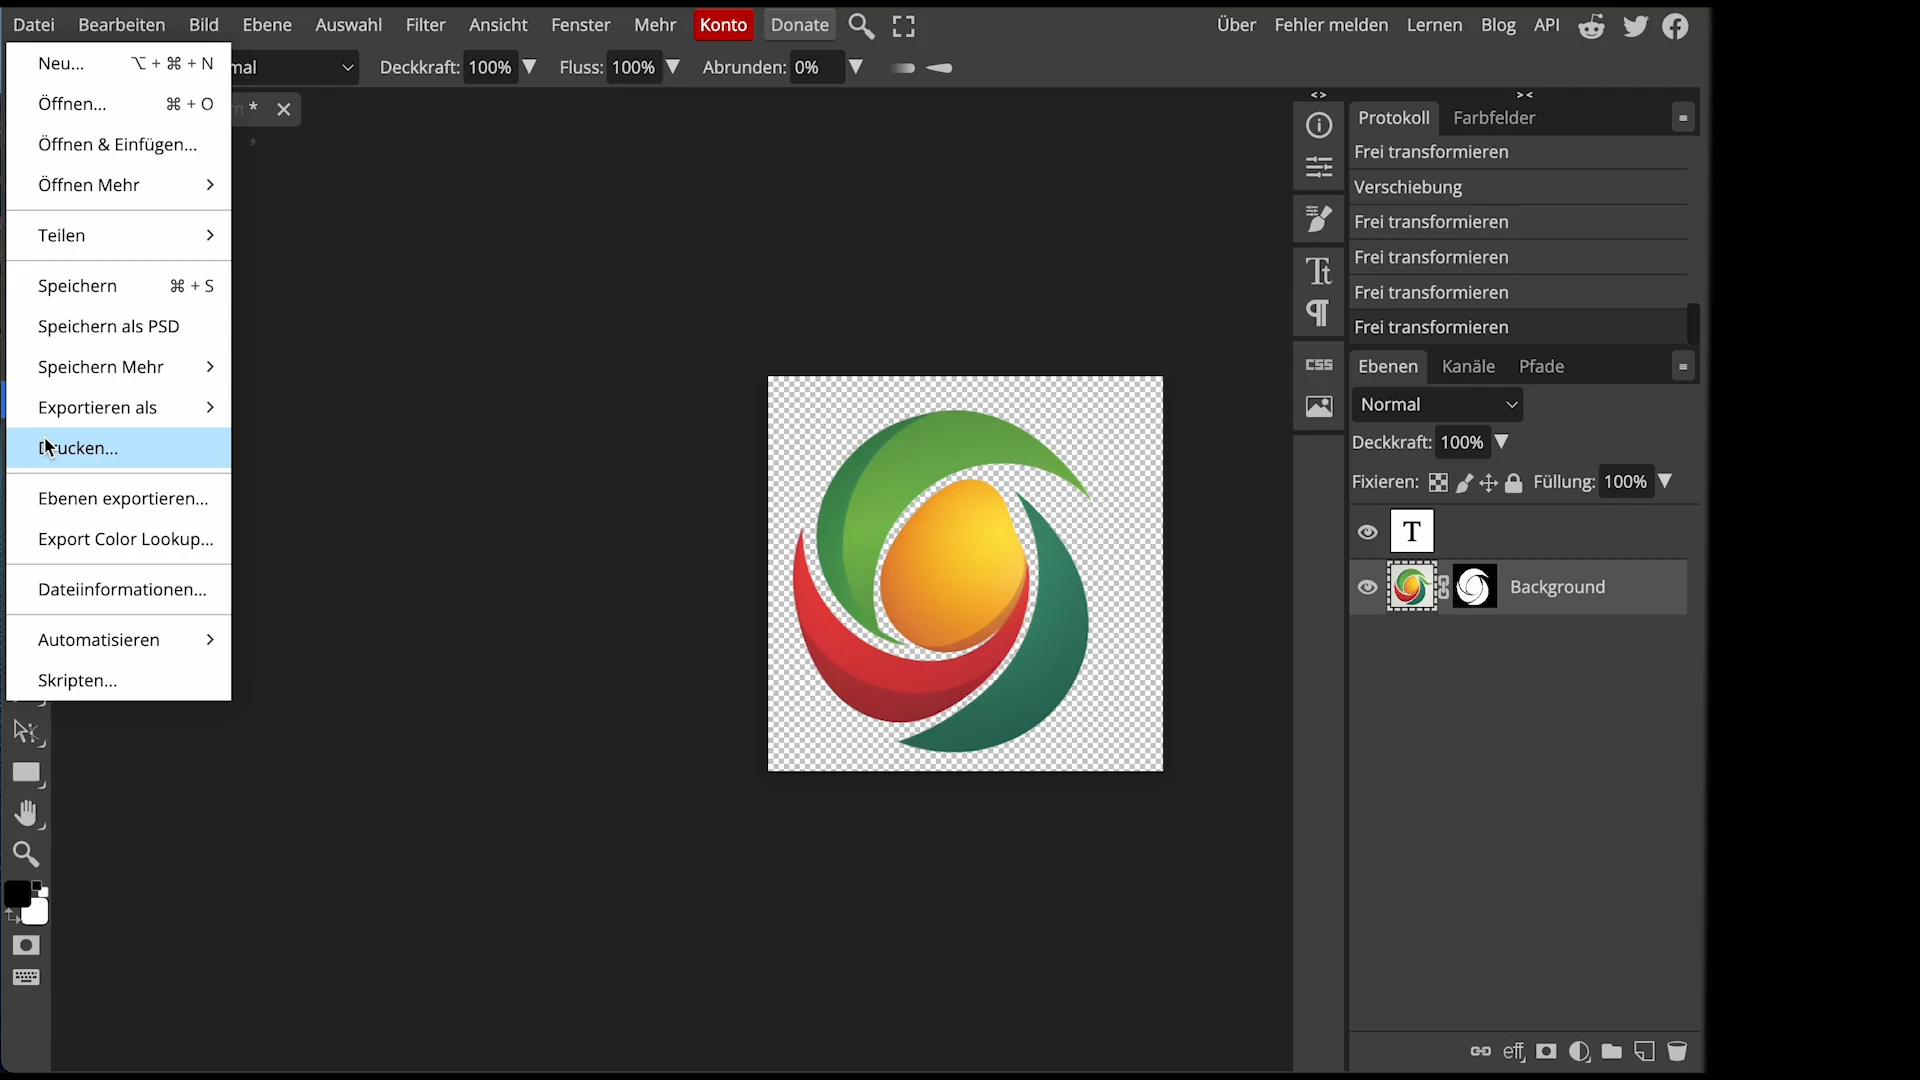 Datei Bearbeiten Bild Ebene Auswahl Filter Ansicht Fenster Mehr Konto Donate Über Fehler melden Lernen Blog API
Neu... ⌥ + ⌘ + N
Öffnen... ⌘ + O
Öffnen & Einfügen...
Öffnen Mehr >
Teilen >
Speichern ⌘ + S
Speichern als PSD
Speichern Mehr >
Exportieren als >
Drucken...
Ebenen exportieren...
Export Color Lookup...
Dateiinformationen...
Automatisieren >
Skripten...
mal Deckkraft: 100% Fluss: 100% Abrunden: 0%
m *
<> ><
Protokoll Farbfelder
Frei transformieren
Verschiebung
Frei transformieren
Frei transformieren
Frei transformieren
Frei transformieren
CSS
Ebenen Kanäle Pfade
Normal
Deckkraft: 100%
Fixieren: Füllung: 100%
T
Background
eff